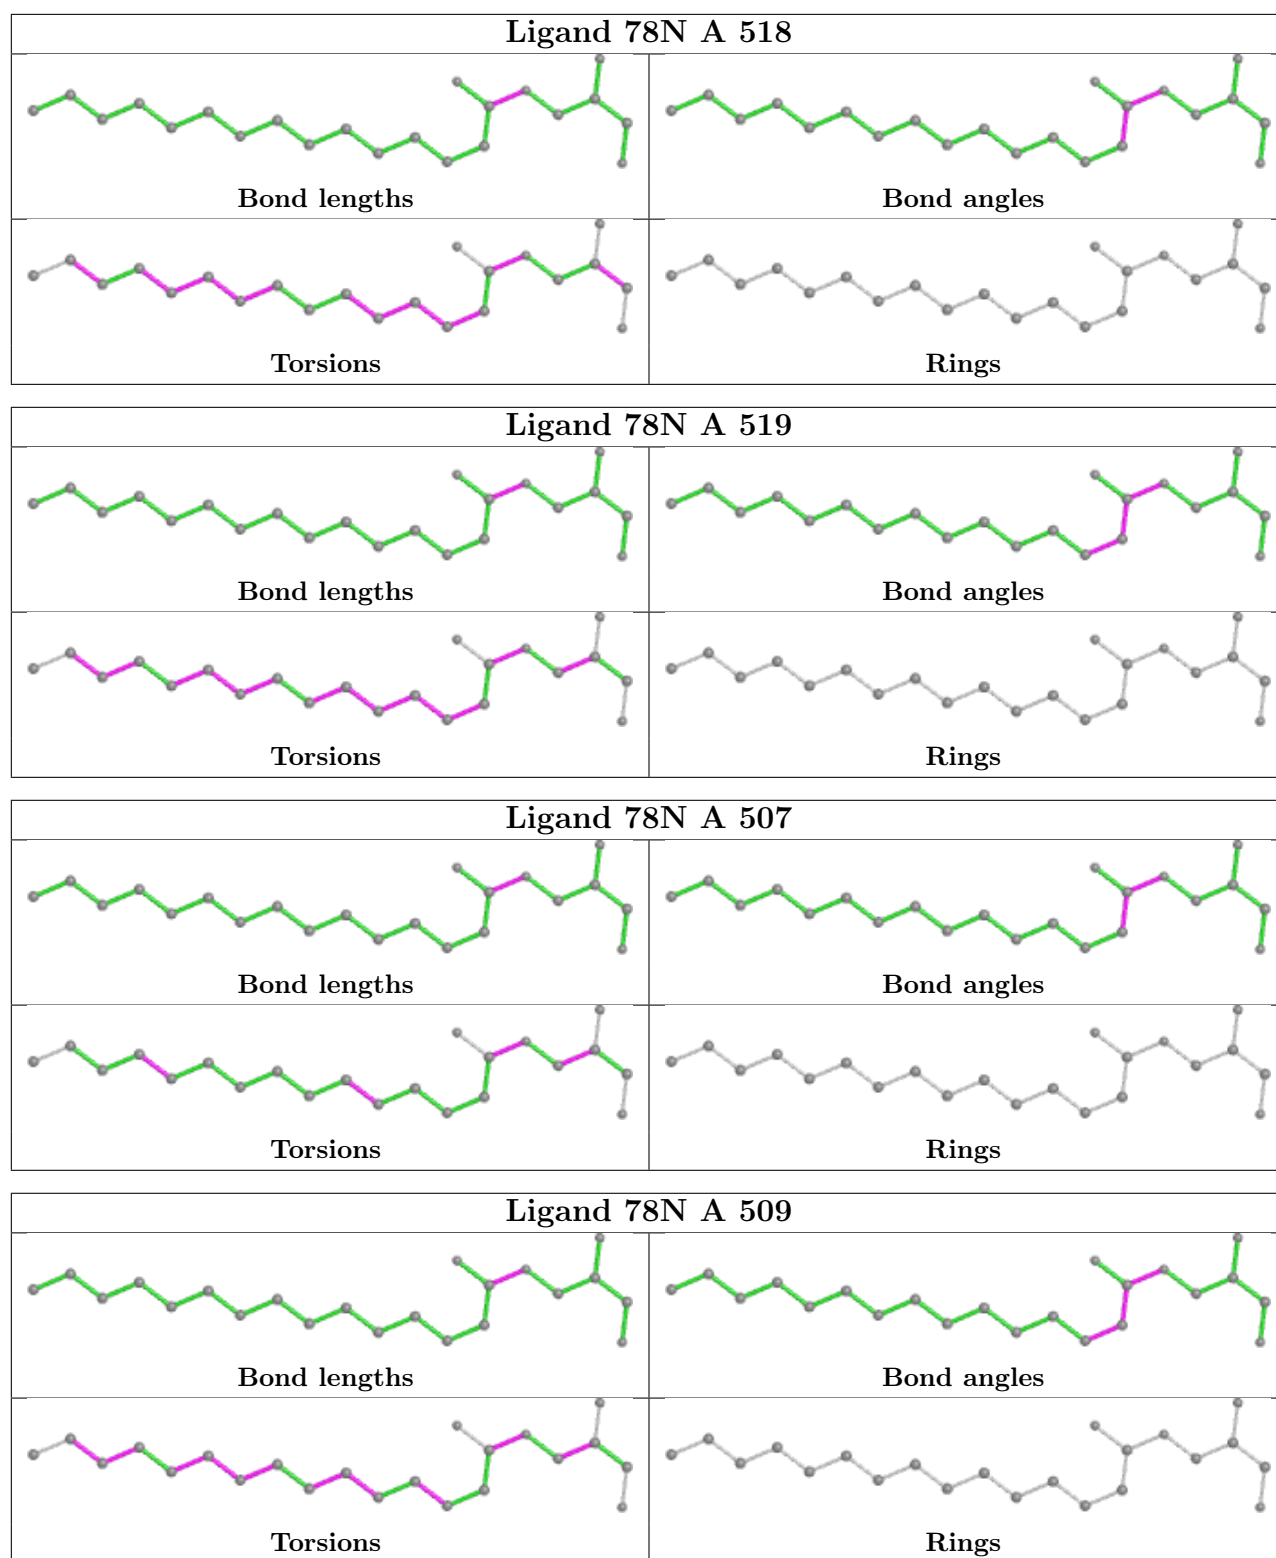 Ligand 78N A 518
Bond lengths
Bond angles
Torsions
Rings
Ligand 78N A 519
Bond lengths
Bond angles
Torsions
Rings
Ligand 78N A 507
Bond lengths
Bond angles
Torsions
Rings
Ligand 78N A 509
Bond lengths
Bond angles
Torsions
Rings